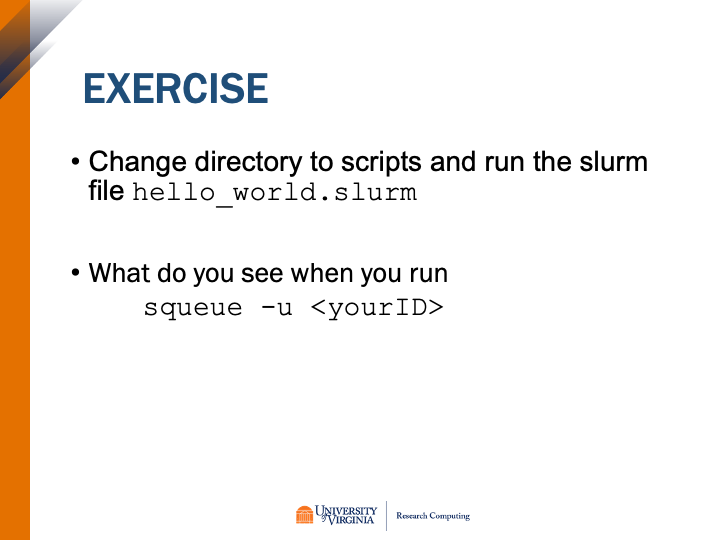 EXERCISE
• Change directory to scripts and run the slurm
file hello_world.slurm
• What do you see when you run
squeue -u <yourID>
UNIVERSITY
of VIRGINIA
Research Computing